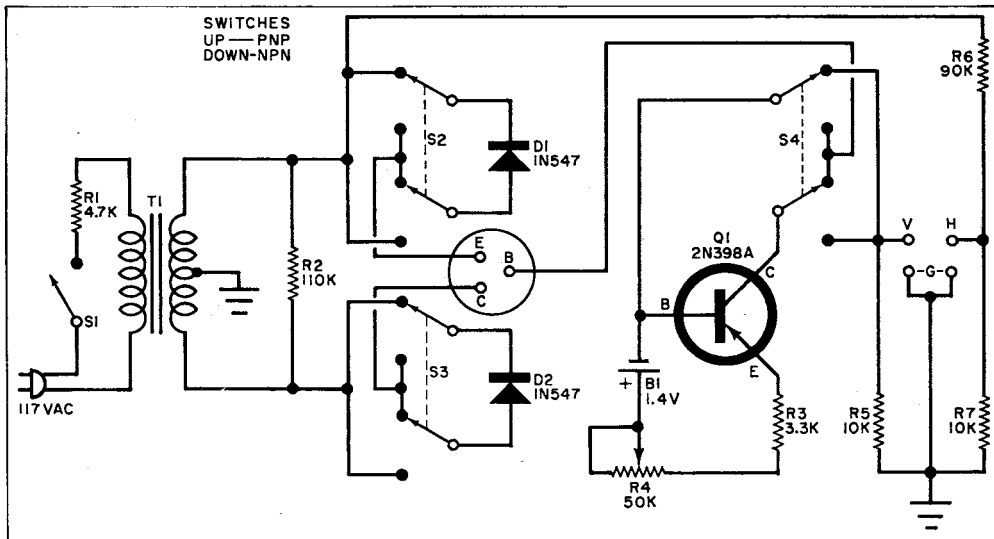 SWITCHES
UP — PNP
DOWN-NPN
R6
90K
S2
D1
1N547
S4
R1
4.7K
T1
Q1
2N398A
V H
E
B
C
R2
110K
C
-G-
S1
B
S3
E
+ B1
1.4V
D2
1N547
117 VAC
R3
3.3K
R5
10K
R7
10K
R4
50K